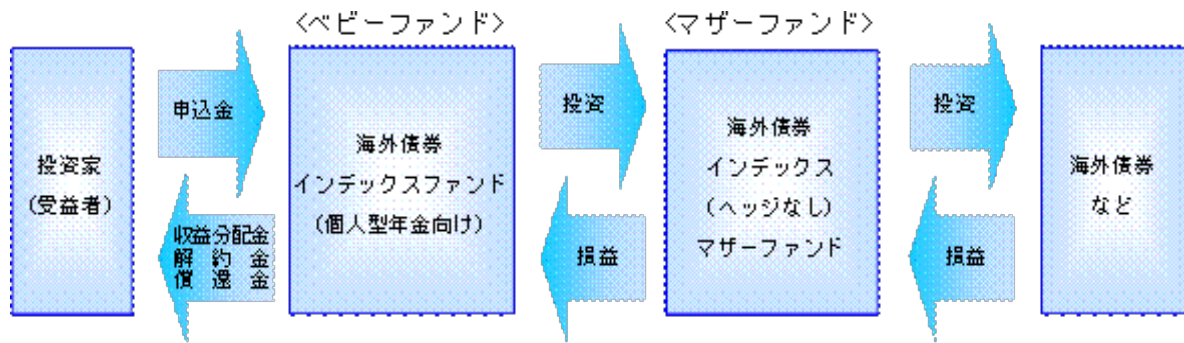 <ベビーファンド>
<マザーファンド>
投資家
(受益者)
申込金
収益分配金
解約金
償還金
海外債券
インデックスファンド
(個人型年金向け)
投資
損益
海外債券
インデックス
(ヘッジなし)
マザーファンド
投資
損益
海外債券
など